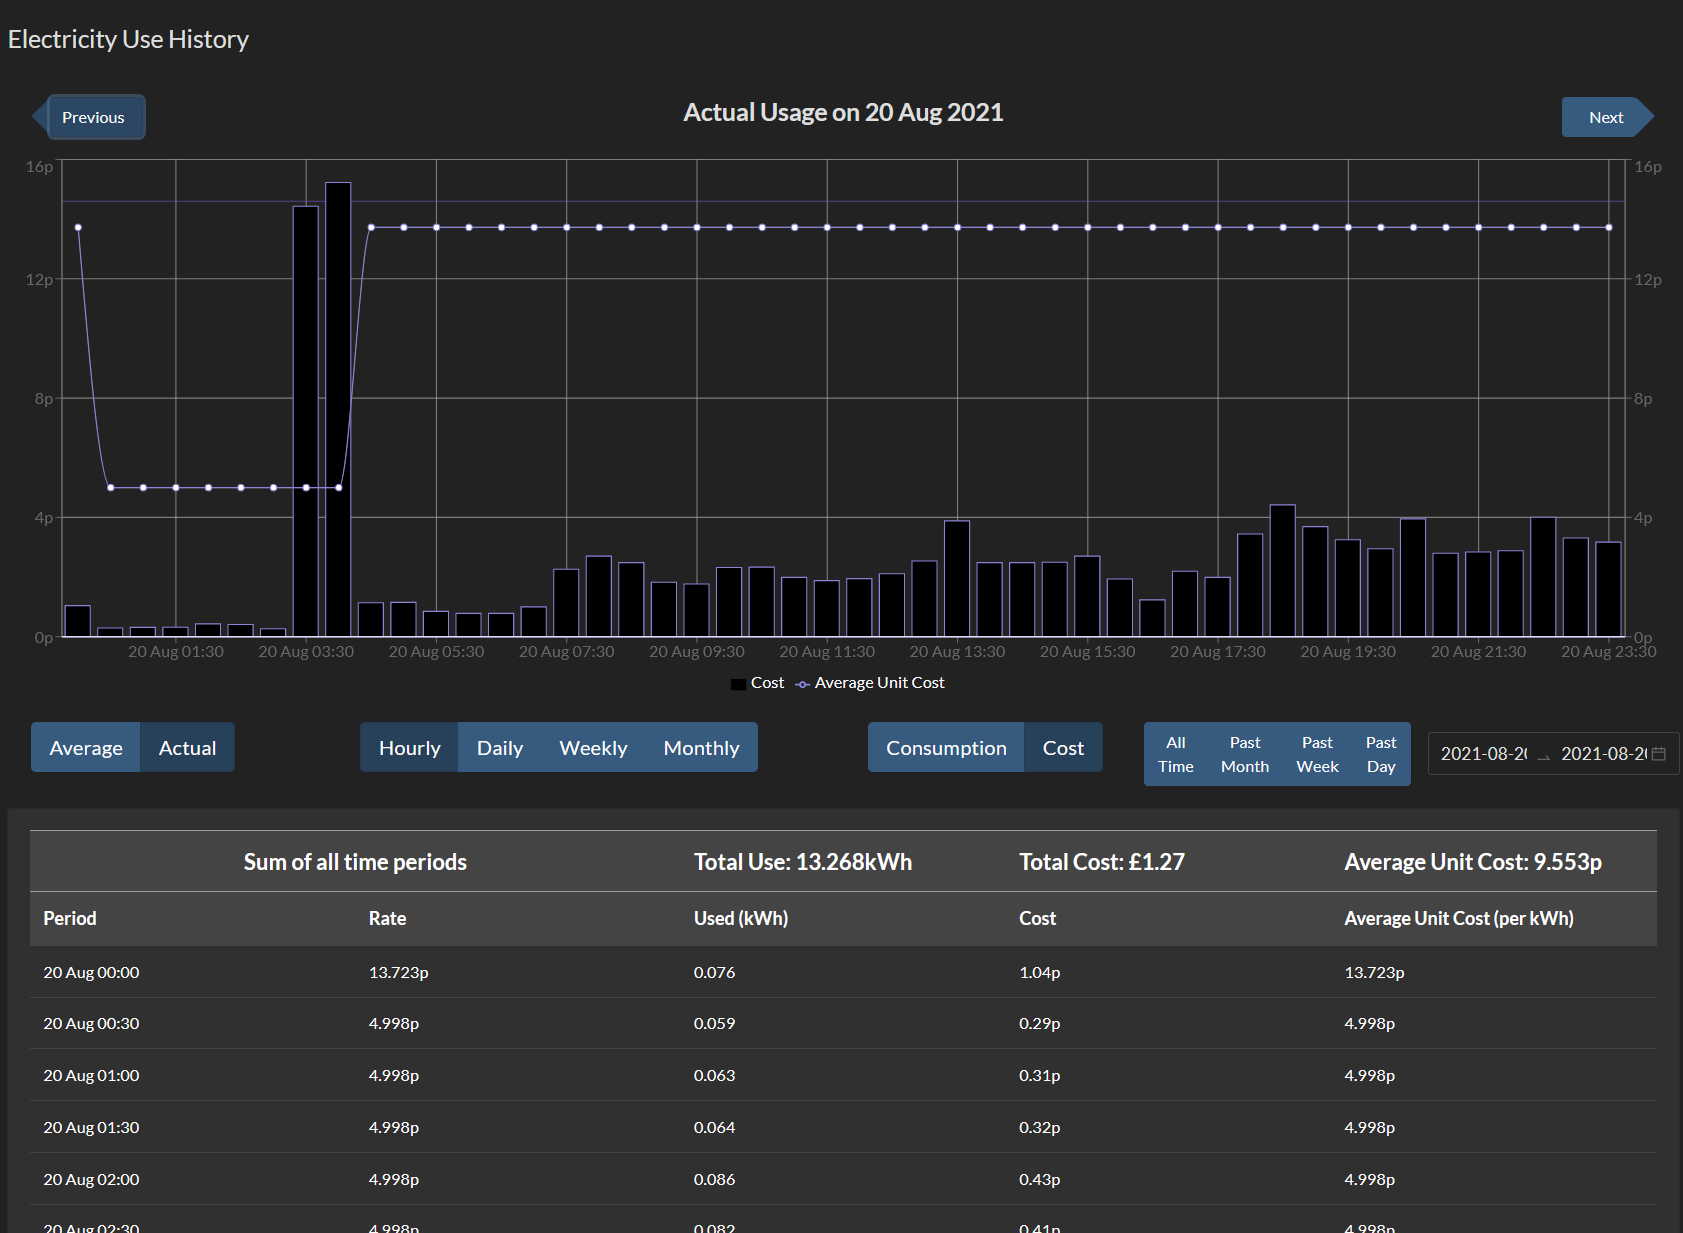 Electricity Use History
Previous
Actual Usage on 20 Aug 2021
Next
16p
16p
12p
12p
8p
8p
4p
4p
0p
0p
20 Aug 01:30 20 Aug 03:30 20 Aug 05:30 20 Aug 07:30 20 Aug 09:30 20 Aug 11:30 20 Aug 13:30 20 Aug 15:30 20 Aug 17:30 20 Aug 19:30 20 Aug 21:30 20 Aug 23:30
Cost Average Unit Cost
Average Actual
Hourly Daily Weekly Monthly
Consumption Cost
All Time
Past Month
Past Week
Past Day
2021-08-20 → 2021-08-20
Sum of all time periods Total Use: 13.268kWh Total Cost: £1.27 Average Unit Cost: 9.553p
Period Rate Used (kWh) Cost Average Unit Cost (per kWh)
20 Aug 00:00 13.723p 0.076 1.04p 13.723p
20 Aug 00:30 4.998p 0.059 0.29p 4.998p
20 Aug 01:00 4.998p 0.063 0.31p 4.998p
20 Aug 01:30 4.998p 0.064 0.32p 4.998p
20 Aug 02:00 4.998p 0.086 0.43p 4.998p
20 Aug 02:30 4.998p 0.082 0.41p 4.998p